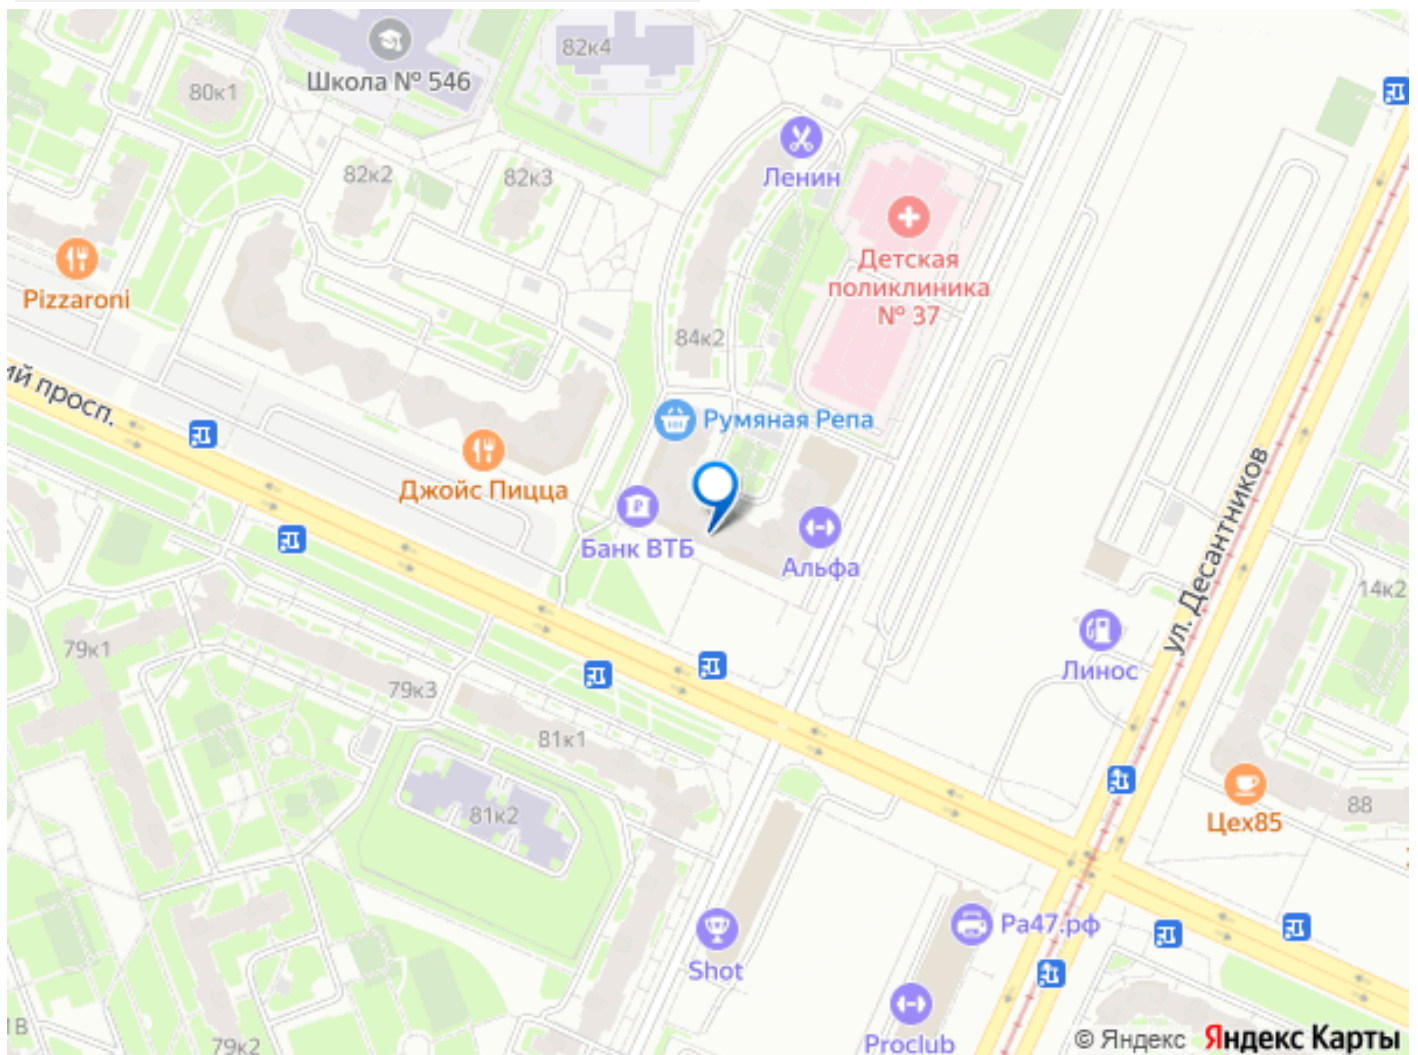 82к4
Школа № 546
80к1
82к2
82к3
Ленин
Детская
поликлиника
№ 37
Pizzaroni
84к2
ий просп.
Румяная Репа
Джойс Пицца
Банк ВТБ
Альфа
ул. Десантников
14к2
79к1
Линос
79к3
81к1
88
81к2
Цех85
Ра47.рф
Shot
1В
79к2
Proclub
© Яндекс Яндекс Карты